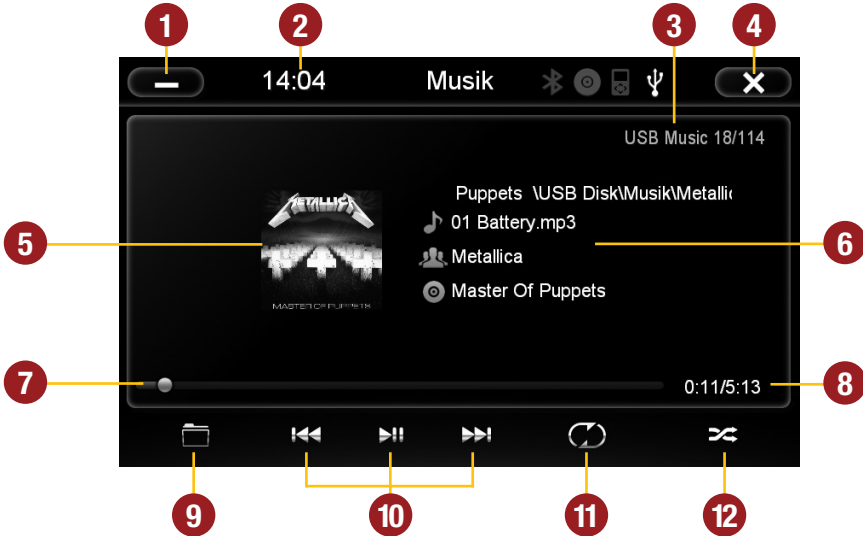 1 2 3 4
14:04 Musik
USB Music 18/114
METALLICA
MASTER OF PUPPETS
Puppets \USB Disk\Musik\Metallic
01 Battery.mp3
5 6
Metallica
Master Of Puppets
7 0:11/5:13 8
9 10 11 12